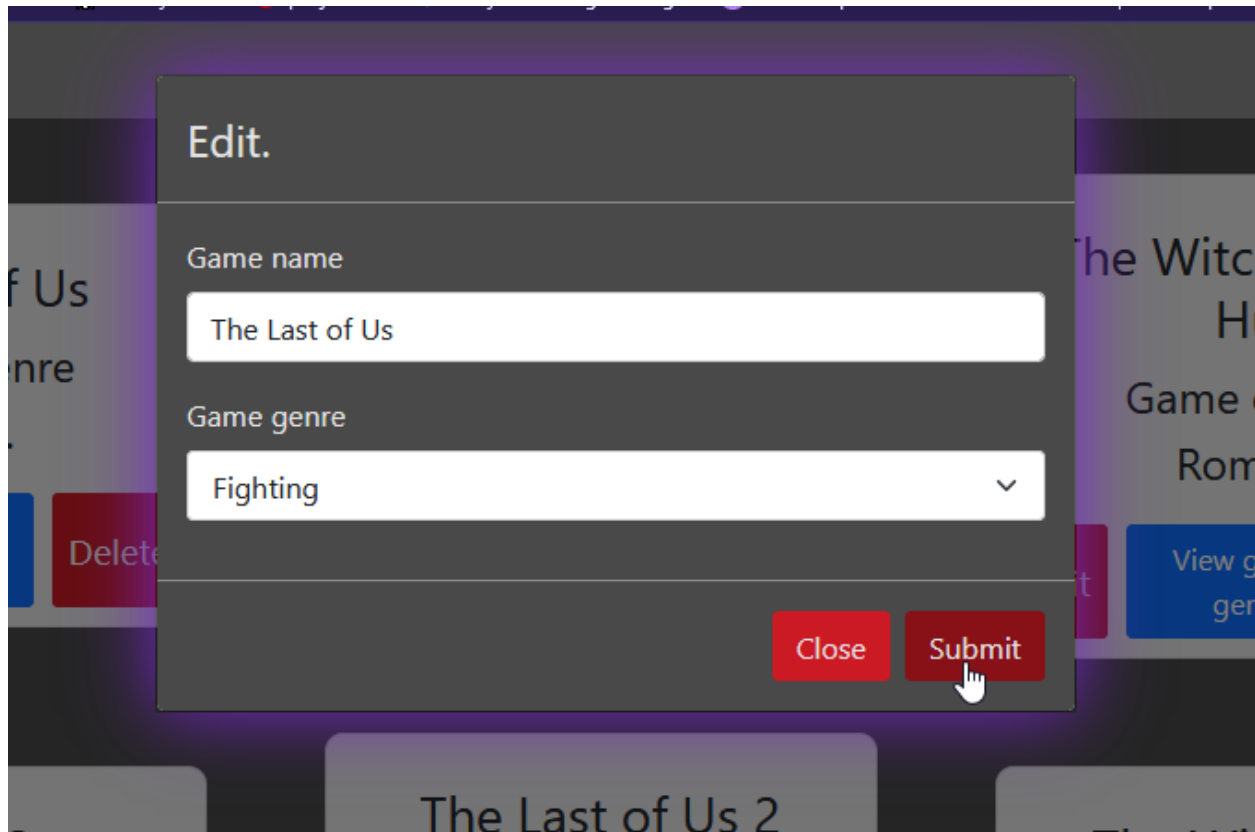 Edit.
Game name
The Last of Us
Game genre
Fighting
Close
Submit
f Us
nre
Delete
he Witc
H
Game
Rom
t
View g
ger
The Last of Us 2